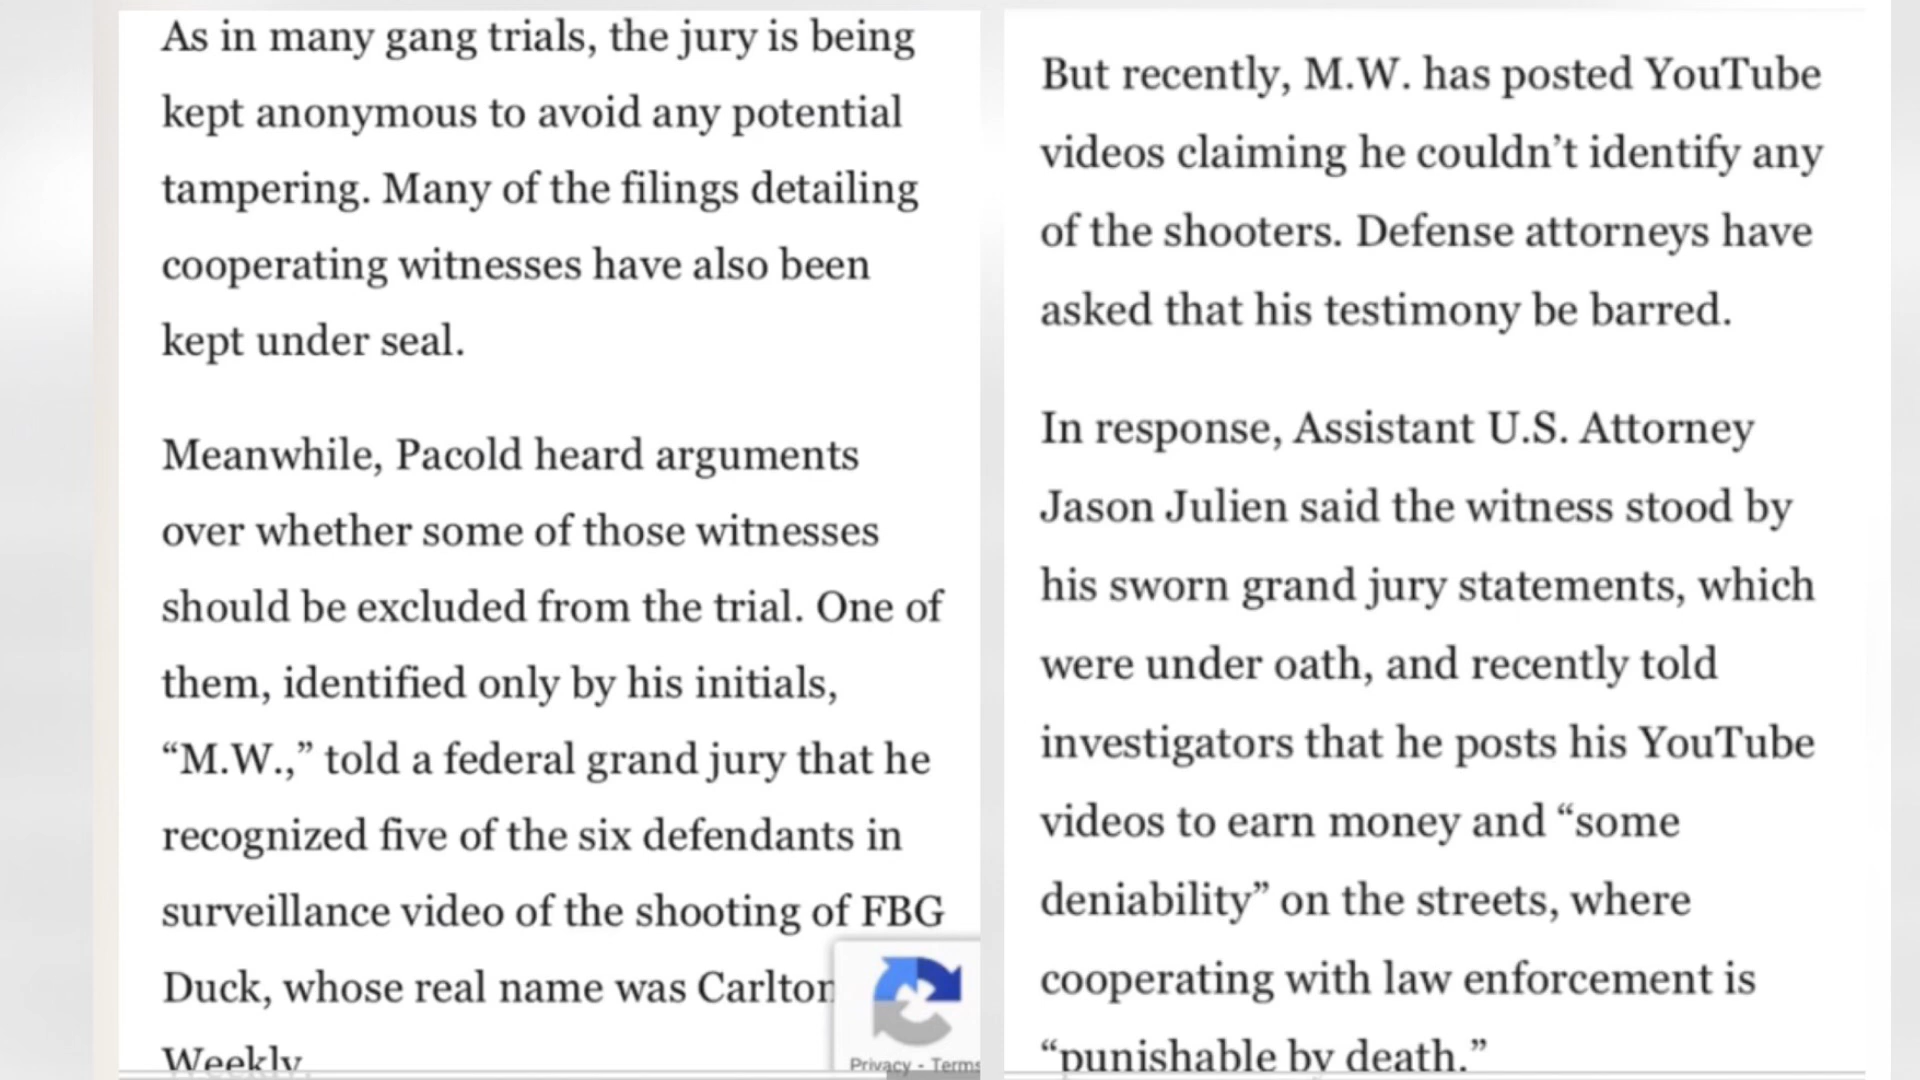 As in many gang trials, the jury is being
kept anonymous to avoid any potential
tampering. Many of the filings detailing
cooperating witnesses have also been
kept under seal.
Meanwhile, Pacold heard arguments
over whether some of those witnesses
should be excluded from the trial. One of
them, identified only by his initials,
“M.W.,” told a federal grand jury that he
recognized five of the six defendants in
surveillance video of the shooting of FBG
Duck, whose real name was Carlton
Weekly.
Privacy - Terms
But recently, M.W. has posted YouTube
videos claiming he couldn’t identify any
of the shooters. Defense attorneys have
asked that his testimony be barred.
In response, Assistant U.S. Attorney
Jason Julien said the witness stood by
his sworn grand jury statements, which
were under oath, and recently told
investigators that he posts his YouTube
videos to earn money and “some
deniability” on the streets, where
cooperating with law enforcement is
“punishable by death.”